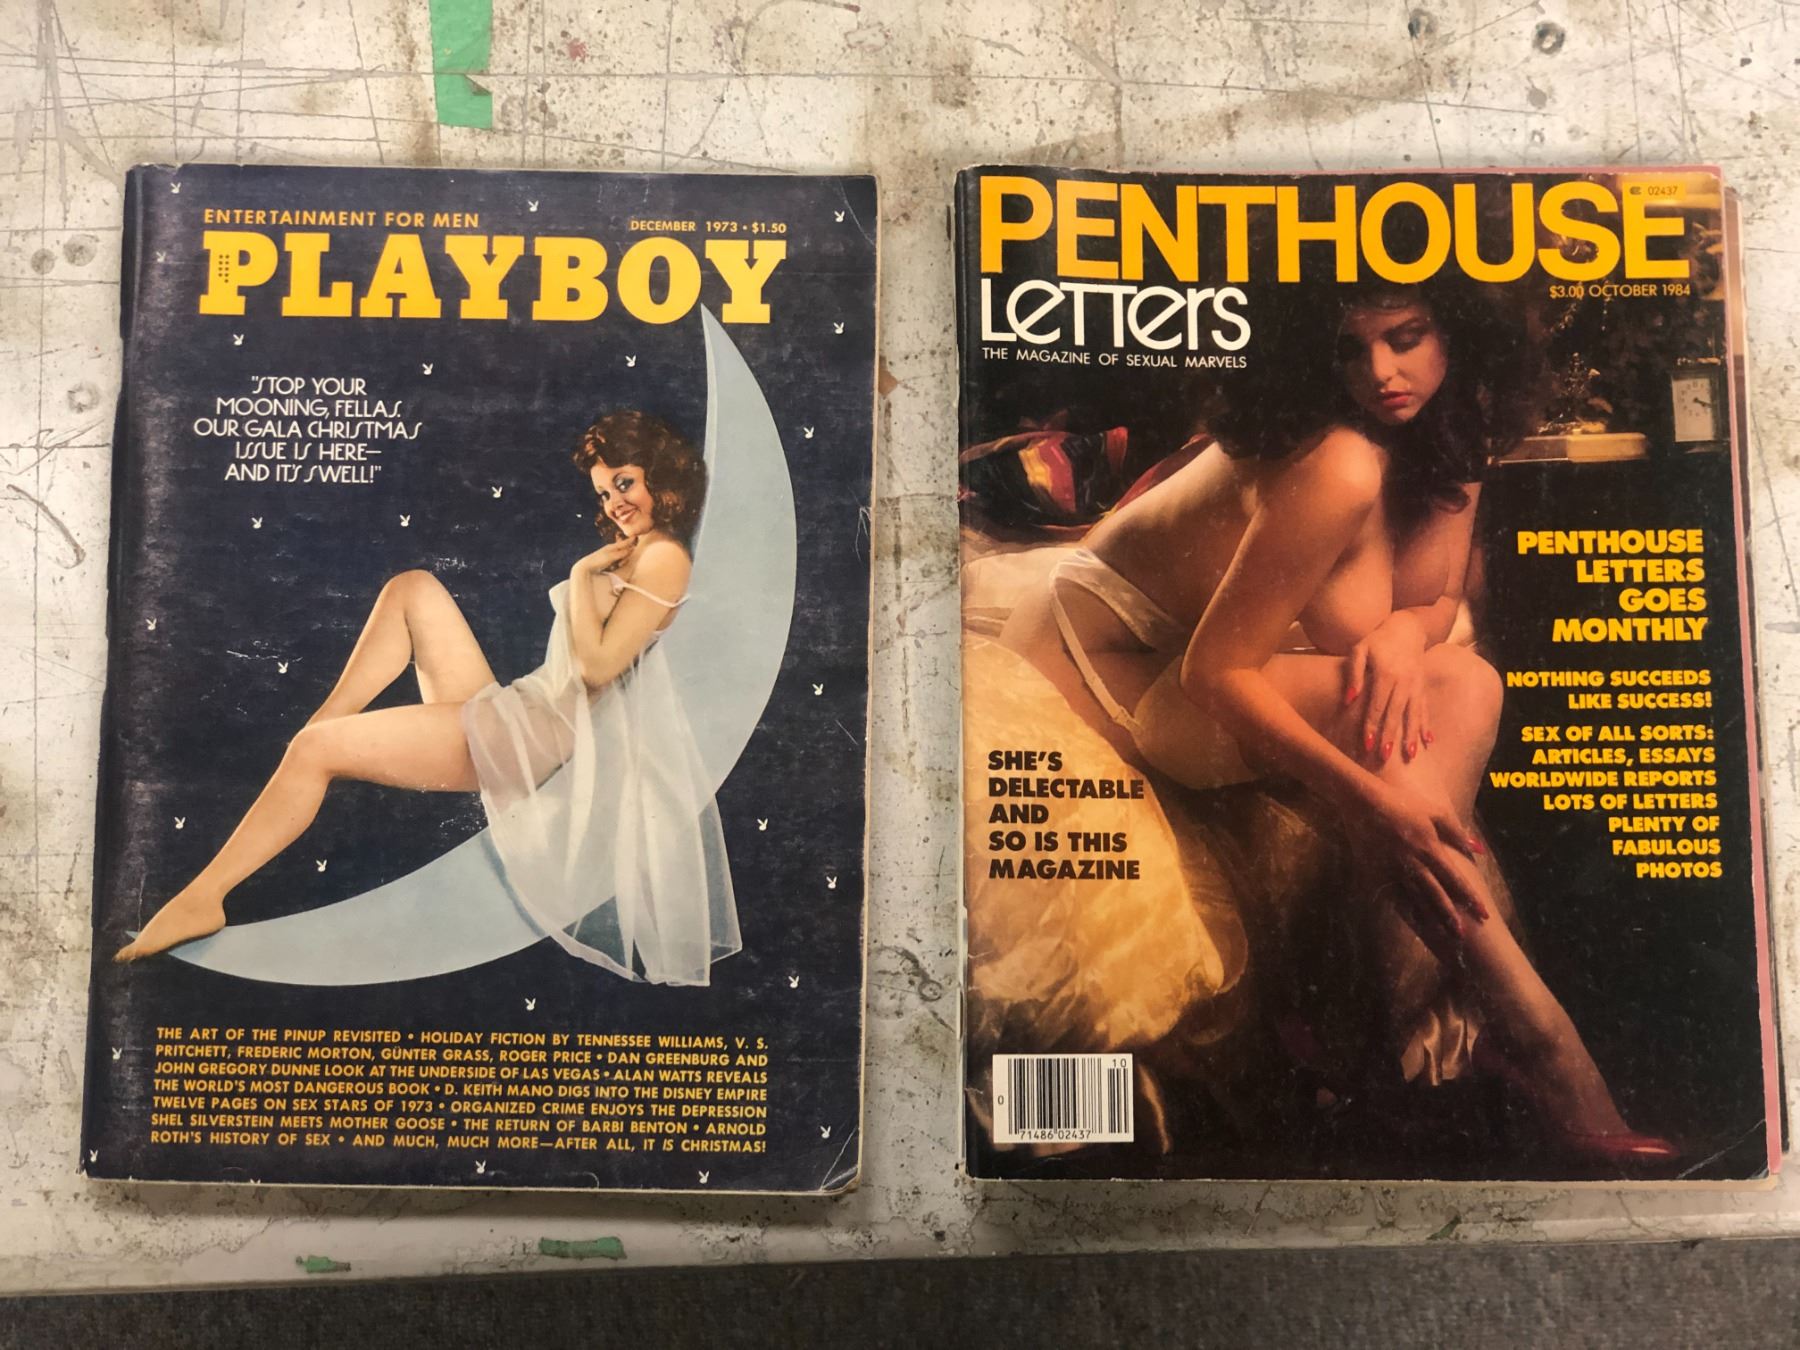 ENTERTAINMENT FOR MEN
DECEMBER 1973 • $1.50
PLAYBOY
"STOP YOUR
MOONING, FELLAS.
OUR GALA CHRISTMAS
ISSUE IS HERE—
AND IT'S SWELL!"
THE ART OF THE PINUP REVISITED • HOLIDAY FICTION BY TENNESSEE WILLIAMS, V. S.
PRITCHETT, FREDERIC MORTON, GÜNTER GRASS, ROGER PRICE • DAN GREENBURG AND
JOHN GREGORY DUNNE LOOK AT THE UNDERSIDE OF LAS VEGAS • ALAN WATTS REVEALS
THE WORLD'S MOST DANGEROUS BOOK • D. KEITH MANO DIGS INTO THE DISNEY EMPIRE
TWELVE PAGES ON SEX STARS OF 1973 • ORGANIZED CRIME ENJOYS THE DEPRESSION
SHEL SILVERSTEIN MEETS MOTHER GOOSE • THE RETURN OF BARBI BENTON • ARNOLD
ROTH'S HISTORY OF SEX • AND MUCH, MUCH MORE—AFTER ALL, IT IS CHRISTMAS!
02437
PENTHOUSE
$3.00 OCTOBER 1984
LETTERS
THE MAGAZINE OF SEXUAL MARVELS
PENTHOUSE
LETTERS
GOES
MONTHLY
NOTHING SUCCEEDS
LIKE SUCCESS!
SEX OF ALL SORTS:
ARTICLES, ESSAYS
WORLDWIDE REPORTS
LOTS OF LETTERS
PLENTY OF
FABULOUS
PHOTOS
SHE'S
DELECTABLE
AND
SO IS THIS
MAGAZINE
10
0
71486 02437